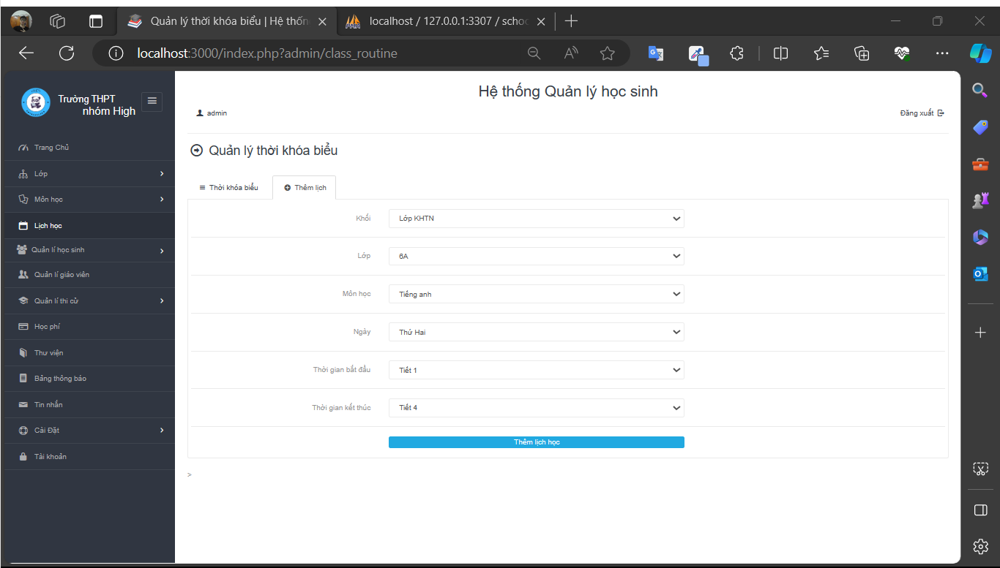 Quản lý thời khóa biểu | Hệ thốn
localhost / 127.0.0.1:3307 / schoo
localhost:3000/index.php?admin/class_routine
Trường THPT
nhóm High
Hệ thống Quản lý học sinh
admin
Đăng xuất
Trang Chủ
Lớp
Môn học
Lịch học
Quản lí học sinh
Quản lí giáo viên
Quản lí thi cử
Học phí
Thư viện
Bảng thông báo
Tin nhắn
Cài Đặt
Tài khoản
Quản lý thời khóa biểu
Thời khóa biểu
Thêm lịch
Khối
Lớp KHTN
Lớp
6A
Môn học
Tiếng anh
Ngày
Thứ Hai
Thời gian bắt đầu
Tiết 1
Thời gian kết thúc
Tiết 4
Thêm lịch học
>